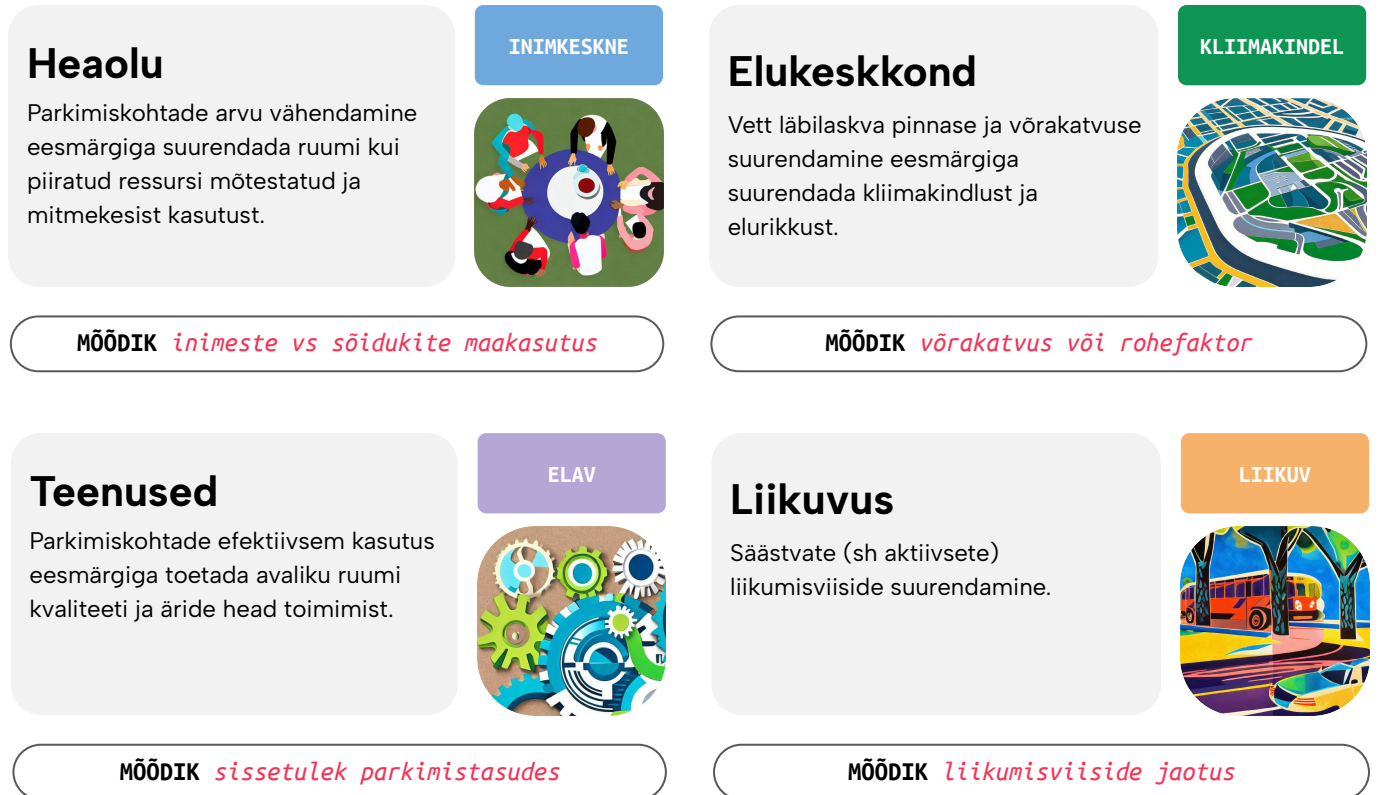 Heaolu
Parkimiskohtade arvu vähendamine
eesmärgiga suurendada ruumi kui
piiratud ressursi mõtestatud ja
mitmekesist kasutust.
INIMKESKNE
MÕÕDIK inimeste vs sõidukite maakasutus
Elukeskkond
Vett läbilaskva pinnase ja võrakatvuse
suurendamine eesmärgiga
suurendada kliimakindlust ja
elurikkust.
KLIIMAKINDEL
MÕÕDIK võrakatvus või rohefaktor
Teenused
Parkimiskohtade efektiivsem kasutus
eesmärgiga toetada avaliku ruumi
kvaliteeti ja äride head toimimist.
ELAV
MÕÕDIK sissetulek parkimistasudes
Liikuvus
Säästvate (sh aktiivsete)
liikumisviiside suurendamine.
LIIKUV
MÕÕDIK liikumisviiside jaotus